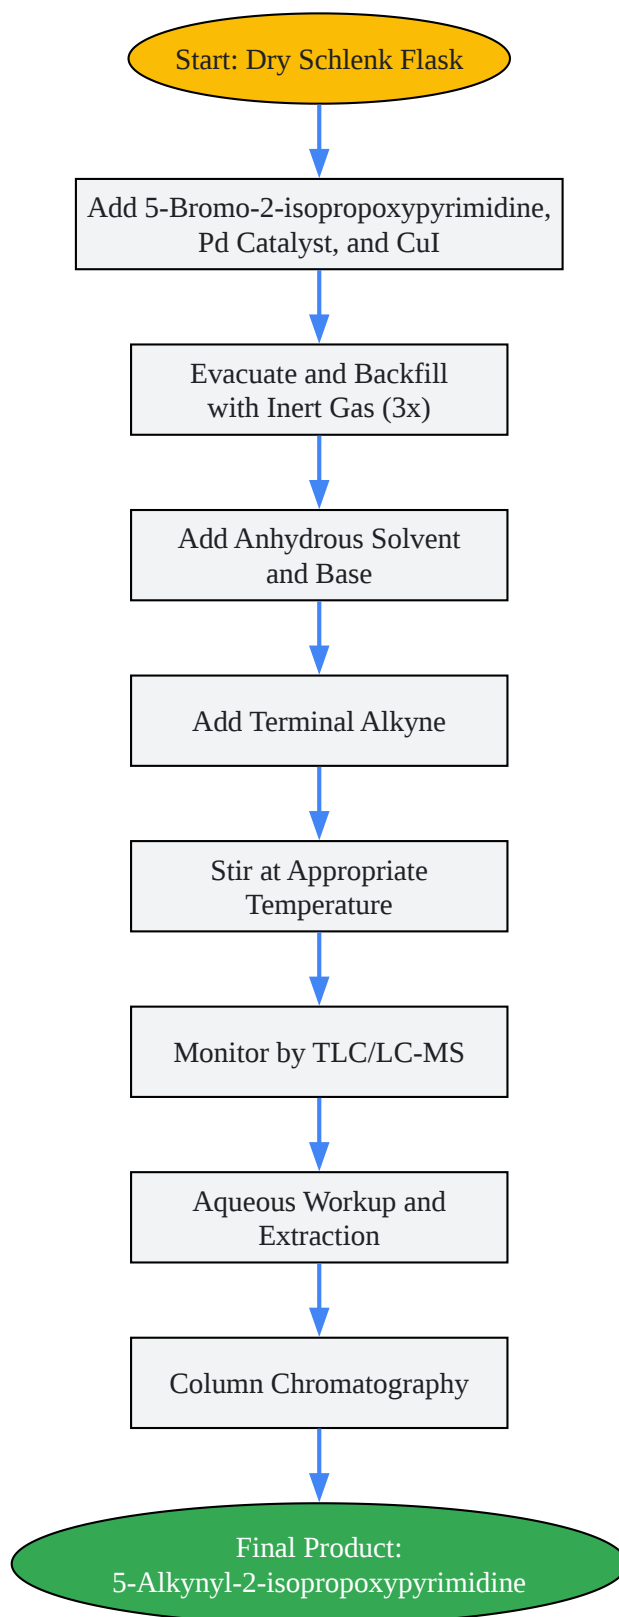 Start: Dry Schlenk Flask
Add 5-Bromo-2-isopropoxypyrimidine,
Pd Catalyst, and CuI
Evacuate and Backfill
with Inert Gas (3x)
Add Anhydrous Solvent
and Base
Add Terminal Alkyne
Stir at Appropriate
Temperature
Monitor by TLC/LC-MS
Aqueous Workup and
Extraction
Column Chromatography
Final Product:
5-Alkynyl-2-isopropoxypyrimidine